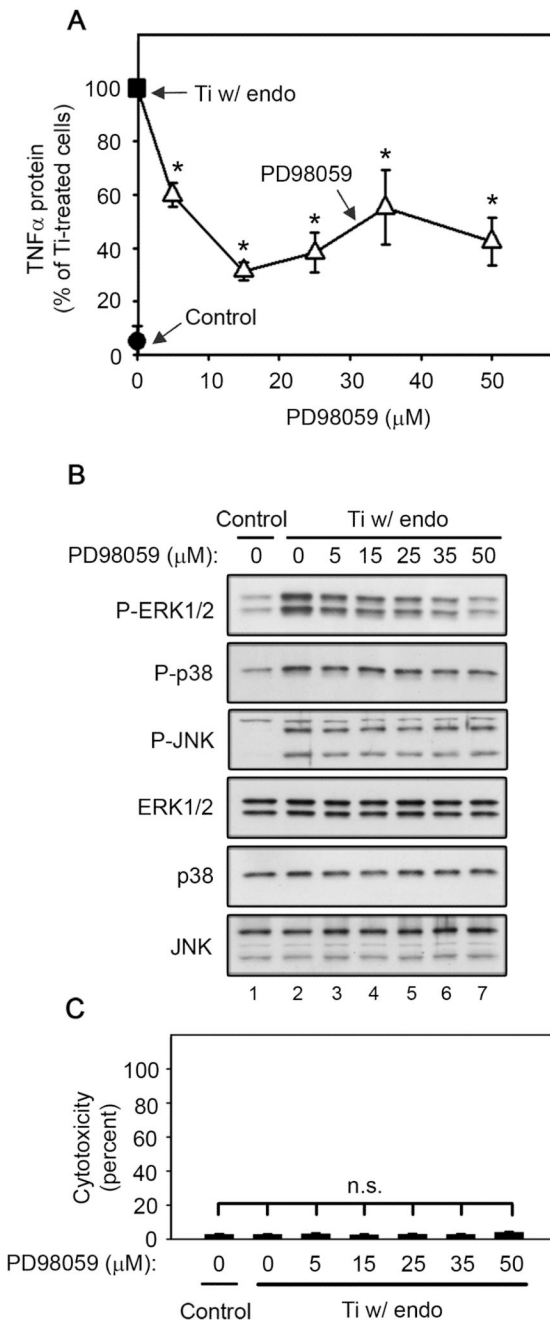 A
TNFα protein
(% of Ti-treated cells)
100
80
60
40
20
0
Ti w/ endo
*
*
*
PD98059
*
*
Control
0 10 20 30 40 50
PD98059 (μM)
B
Control Ti w/ endo
PD98059 (μM): 0 0 5 15 25 35 50
P-ERK1/2
P-p38
P-JNK
ERK1/2
p38
JNK
1 2 3 4 5 6 7
C
Cytotoxicity
(percent)
100
80
60
40
20
0
n.s.
PD98059 (μM): 0 0 5 15 25 35 50
Control Ti w/ endo